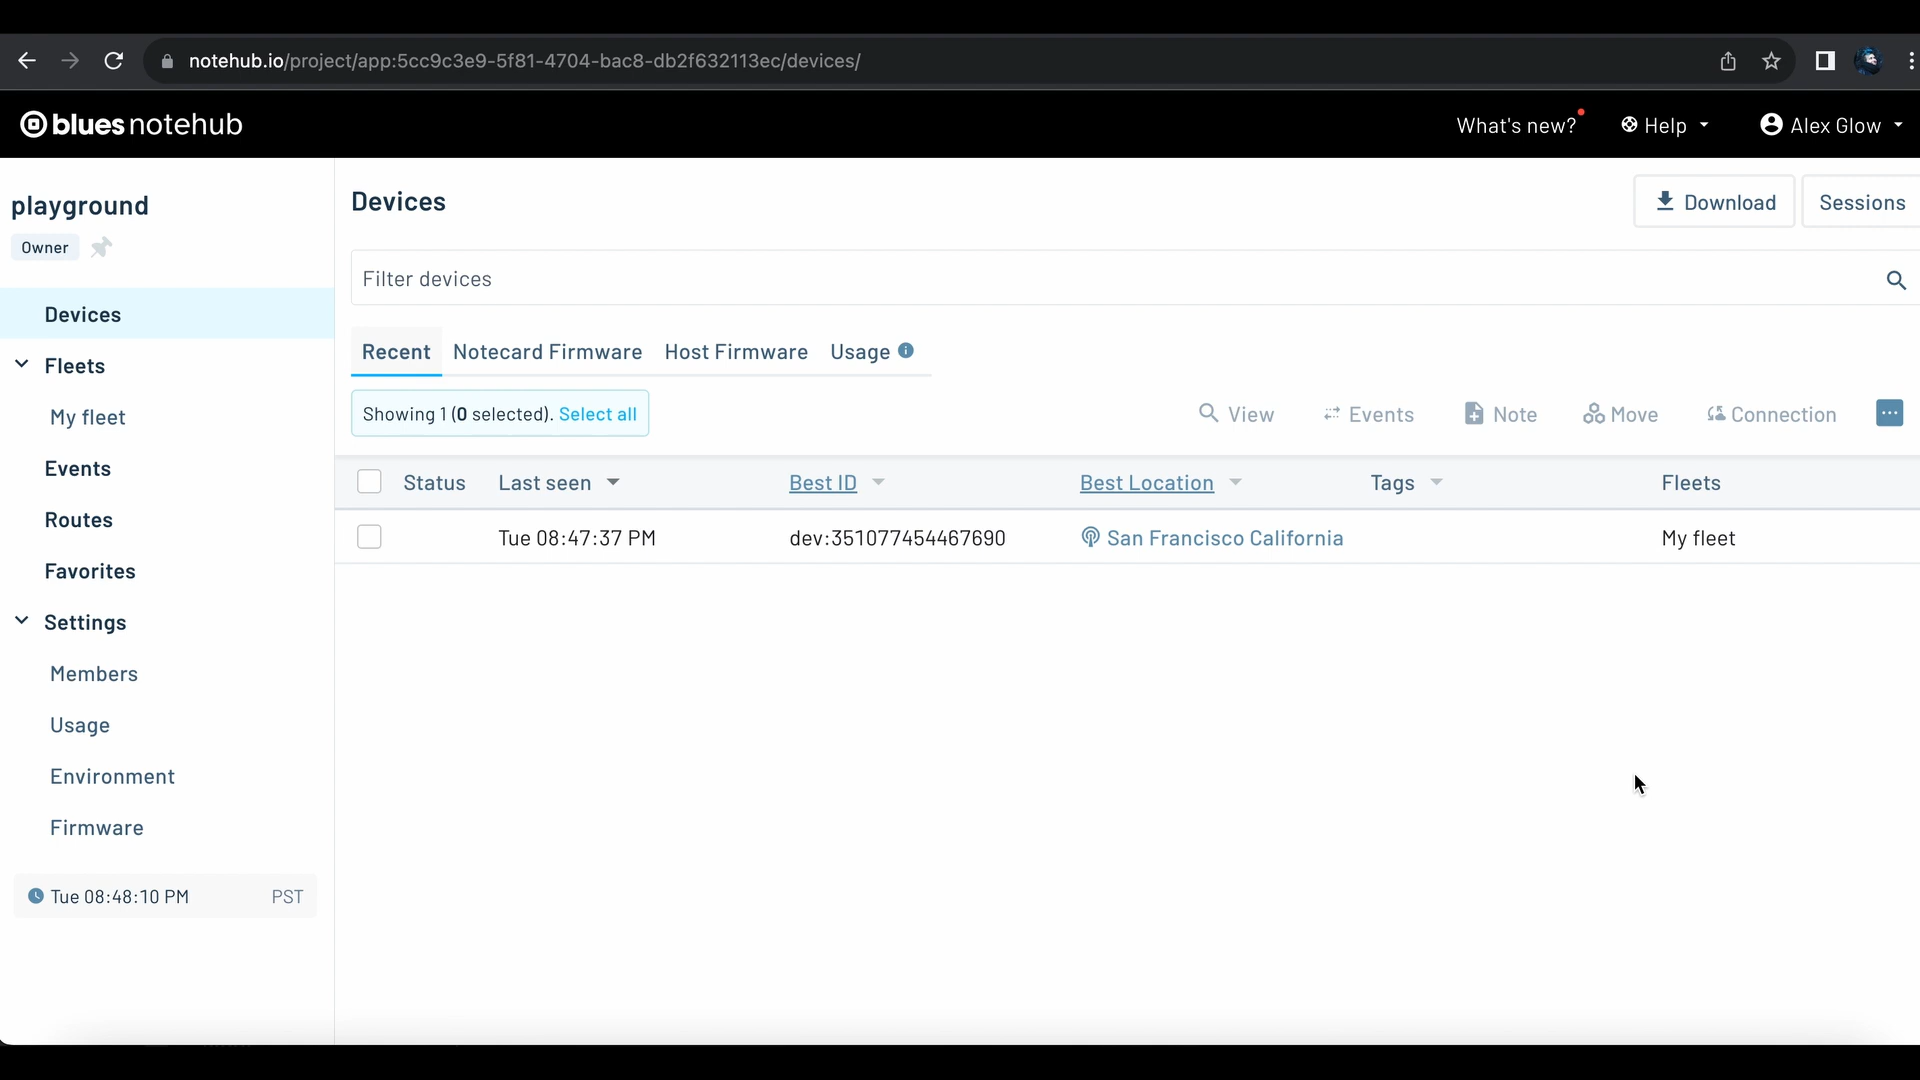 notehub.io/project/app:5cc9c3e9-5f81-4704-bac8-db2f632113ec/devices/
blues notehub
What's new?
Help
Alex Glow
playground
Owner
Devices
Fleets
My fleet
Events
Routes
Favorites
Settings
Members
Usage
Environment
Firmware
Tue 08:48:10 PM PST
Devices
Download
Sessions
Filter devices
Recent Notecard Firmware Host Firmware Usage
Showing 1 (0 selected). Select all
View Events Note Move Connection
Status Last seen Best ID Best Location Tags Fleets
Tue 08:47:37 PM dev:351077454467690 San Francisco California My fleet